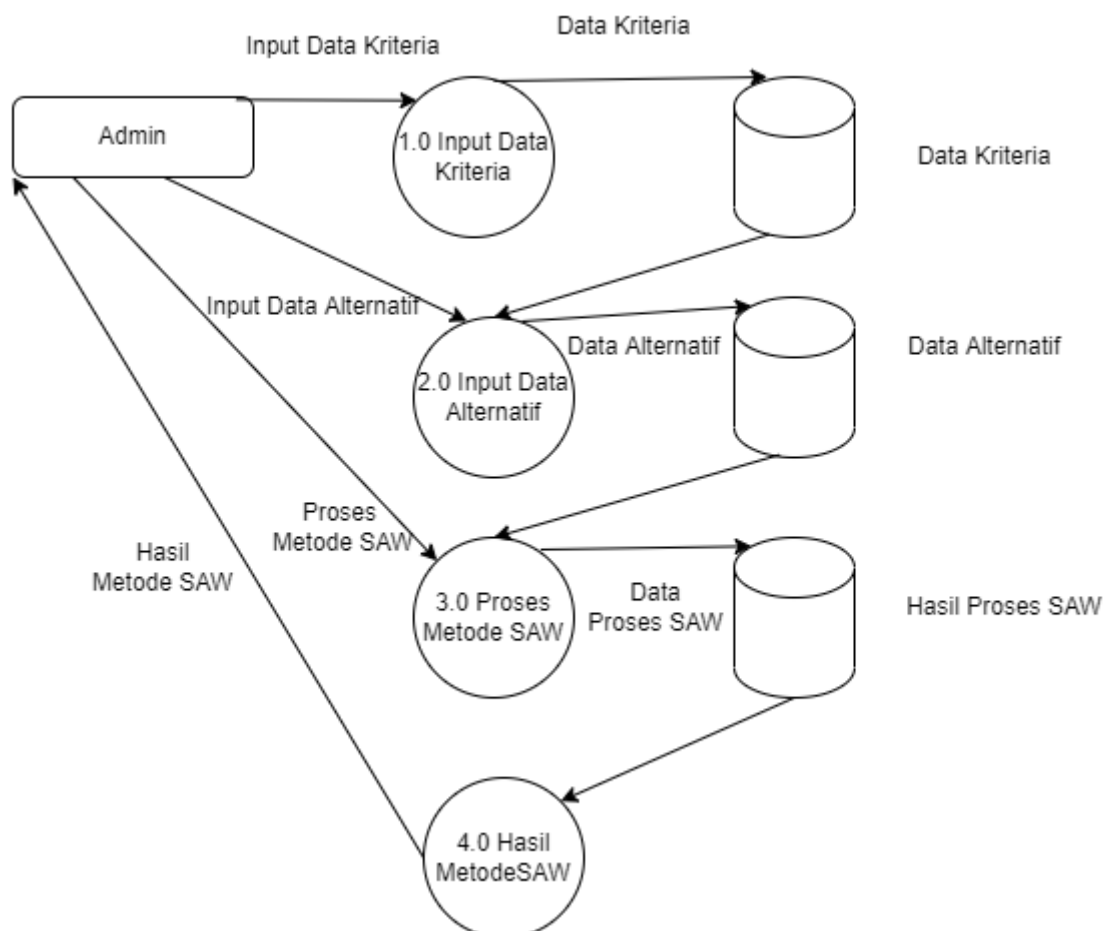 Input Data Kriteria
Data Kriteria
Admin
1.0 Input Data
Kriteria
Data Kriteria
Input Data Alternatif
2.0 Input Data
Alternatif
Data Alternatif
Data Alternatif
Proses
Metode SAW
Hasil
Metode SAW
3.0 Proses
Metode SAW
Data
Proses SAW
Hasil Proses SAW
4.0 Hasil
MetodeSAW